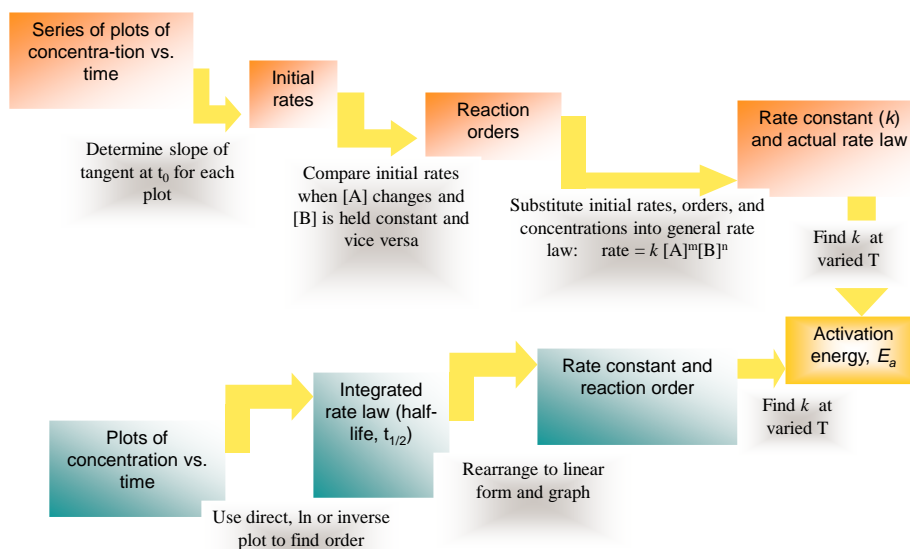 Series of plots of
concentra-tion vs.
time
Determine slope of
tangent at t₀ for each
plot
Initial
rates
Compare initial rates
when [A] changes and
[B] is held constant and
vice versa
Reaction
orders
Substitute initial rates, orders, and
concentrations into general rate
law: rate = k [A]ᵐ[B]ⁿ
Rate constant (k)
and actual rate law
Find k at
varied T
Activation
energy, Eₐ
Plots of
concentration vs.
time
Use direct, ln or inverse
plot to find order
Integrated
rate law (half-
life, t₁/₂)
Rearrange to linear
form and graph
Rate constant and
reaction order
Find k at
varied T